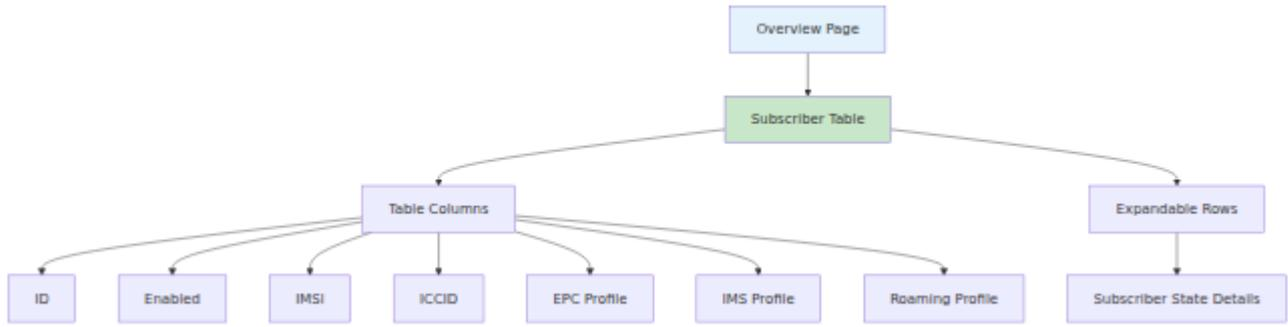 Overview Page
Subscriber Table
Table Columns
Expandable Rows
ID
Enabled
IMSI
ICCID
EPC Profile
IMS Profile
Roaming Profile
Subscriber State Details